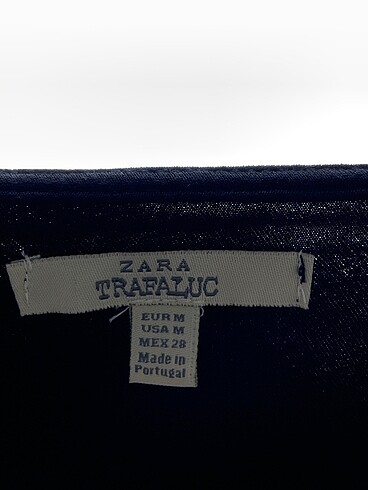 ZARA
TRAFALUC
EUR M
USA M
MEX 28
Made in
Portugal